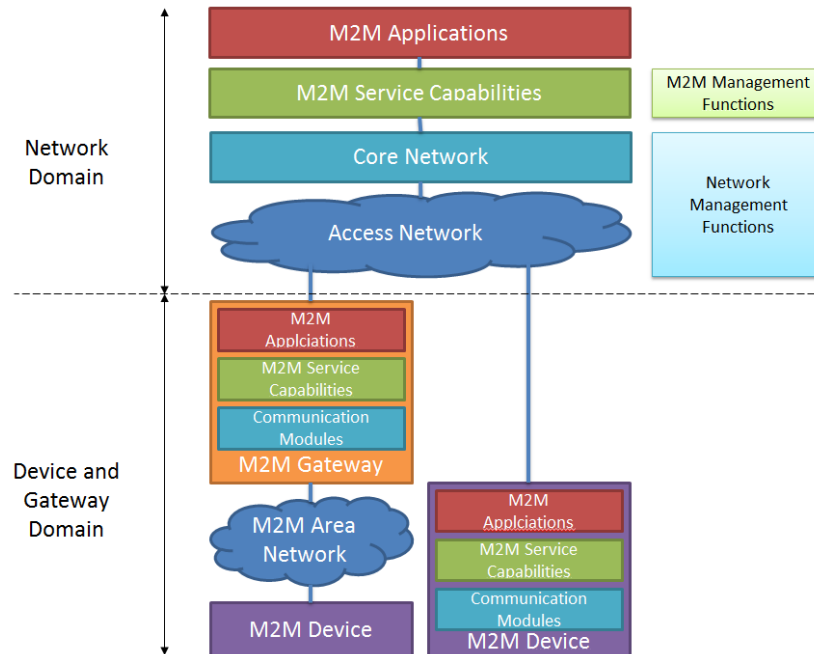 M2M Applications
M2M Service Capabilities
M2M Management
Functions
Core Network
Network
Domain
Network
Management
Functions
Access Network
M2M
Applciations
M2M Service
Capabilities
Communication
Modules
M2M Gateway
Device and
Gateway
Domain
M2M Area
Network
M2M Device
M2M
Applciations
M2M Service
Capabilities
Communication
Modules
M2M Device